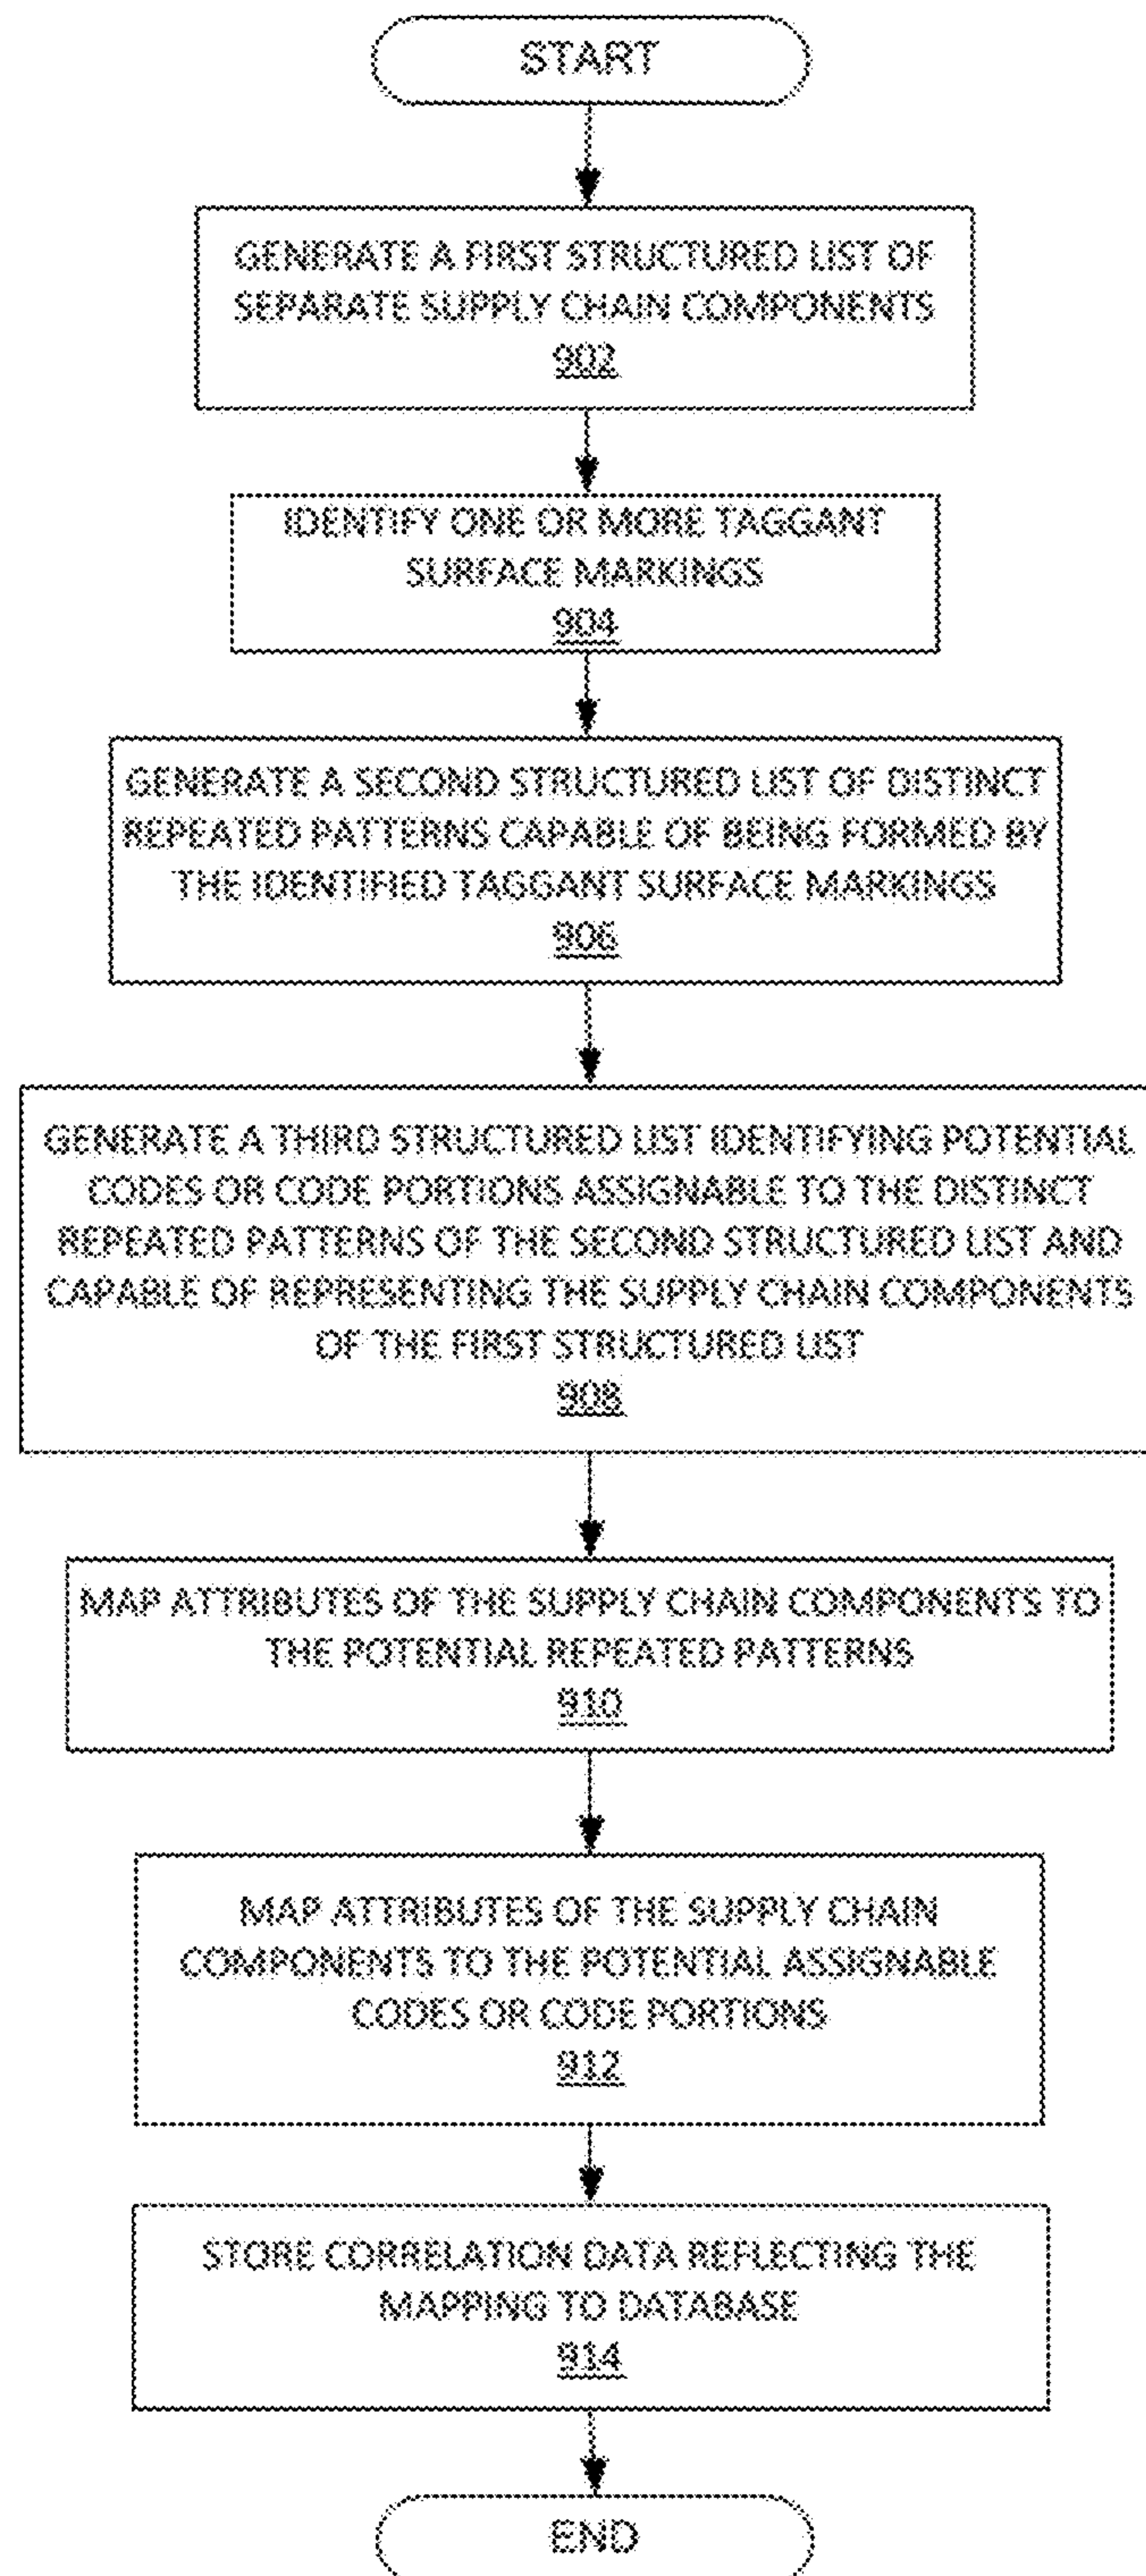 START
GENERATE A FIRST STRUCTURED LIST OF
SEPARATE SUPPLY CHAIN COMPONENTS
902
IDENTIFY ONE OR MORE TAGGANT
SURFACE MARKINGS
904
GENERATE A SECOND STRUCTURED LIST OF DISTINCT
REPEATED PATTERNS CAPABLE OF BEING FORMED BY
THE IDENTIFIED TAGGANT SURFACE MARKINGS
906
GENERATE A THIRD STRUCTURED LIST IDENTIFYING POTENTIAL
CODES OR CODE PORTIONS ASSIGNABLE TO THE DISTINCT
REPEATED PATTERNS OF THE SECOND STRUCTURED LIST AND
CAPABLE OF REPRESENTING THE SUPPLY CHAIN COMPONENTS
OF THE FIRST STRUCTURED LIST
908
MAP ATTRIBUTES OF THE SUPPLY CHAIN COMPONENTS TO
THE POTENTIAL REPEATED PATTERNS
910
MAP ATTRIBUTES OF THE SUPPLY CHAIN
COMPONENTS TO THE POTENTIAL ASSIGNABLE
CODES OR CODE PORTIONS
912
STORE CORRELATION DATA REFLECTING THE
MAPPING TO DATABASE
914
END